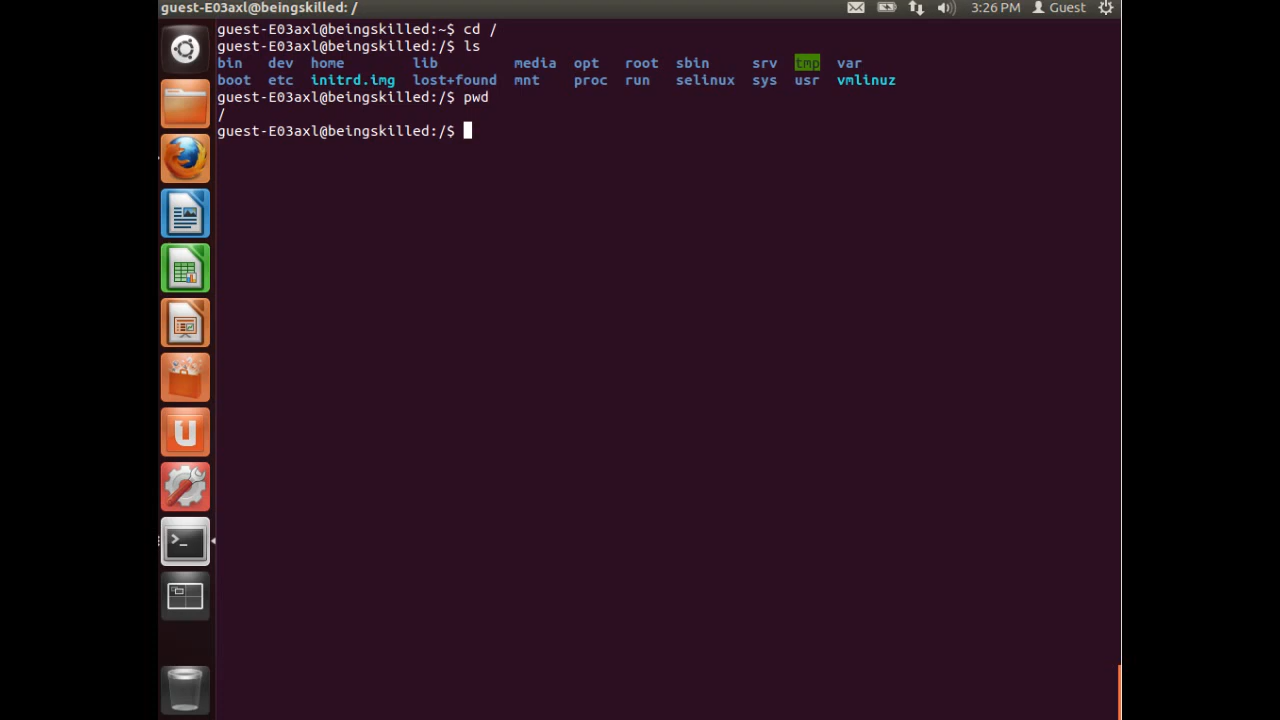 guest-E03axl@beingskilled: /
3:26 PM Guest
guest-E03axl@beingskilled:~$ cd /
guest-E03axl@beingskilled:/$ ls
bin dev home lib media opt root sbin srv tmp var
boot etc initrd.img lost+found mnt proc run selinux sys usr vmlinuz
guest-E03axl@beingskilled:/$ pwd
/
guest-E03axl@beingskilled:/$
U
>_